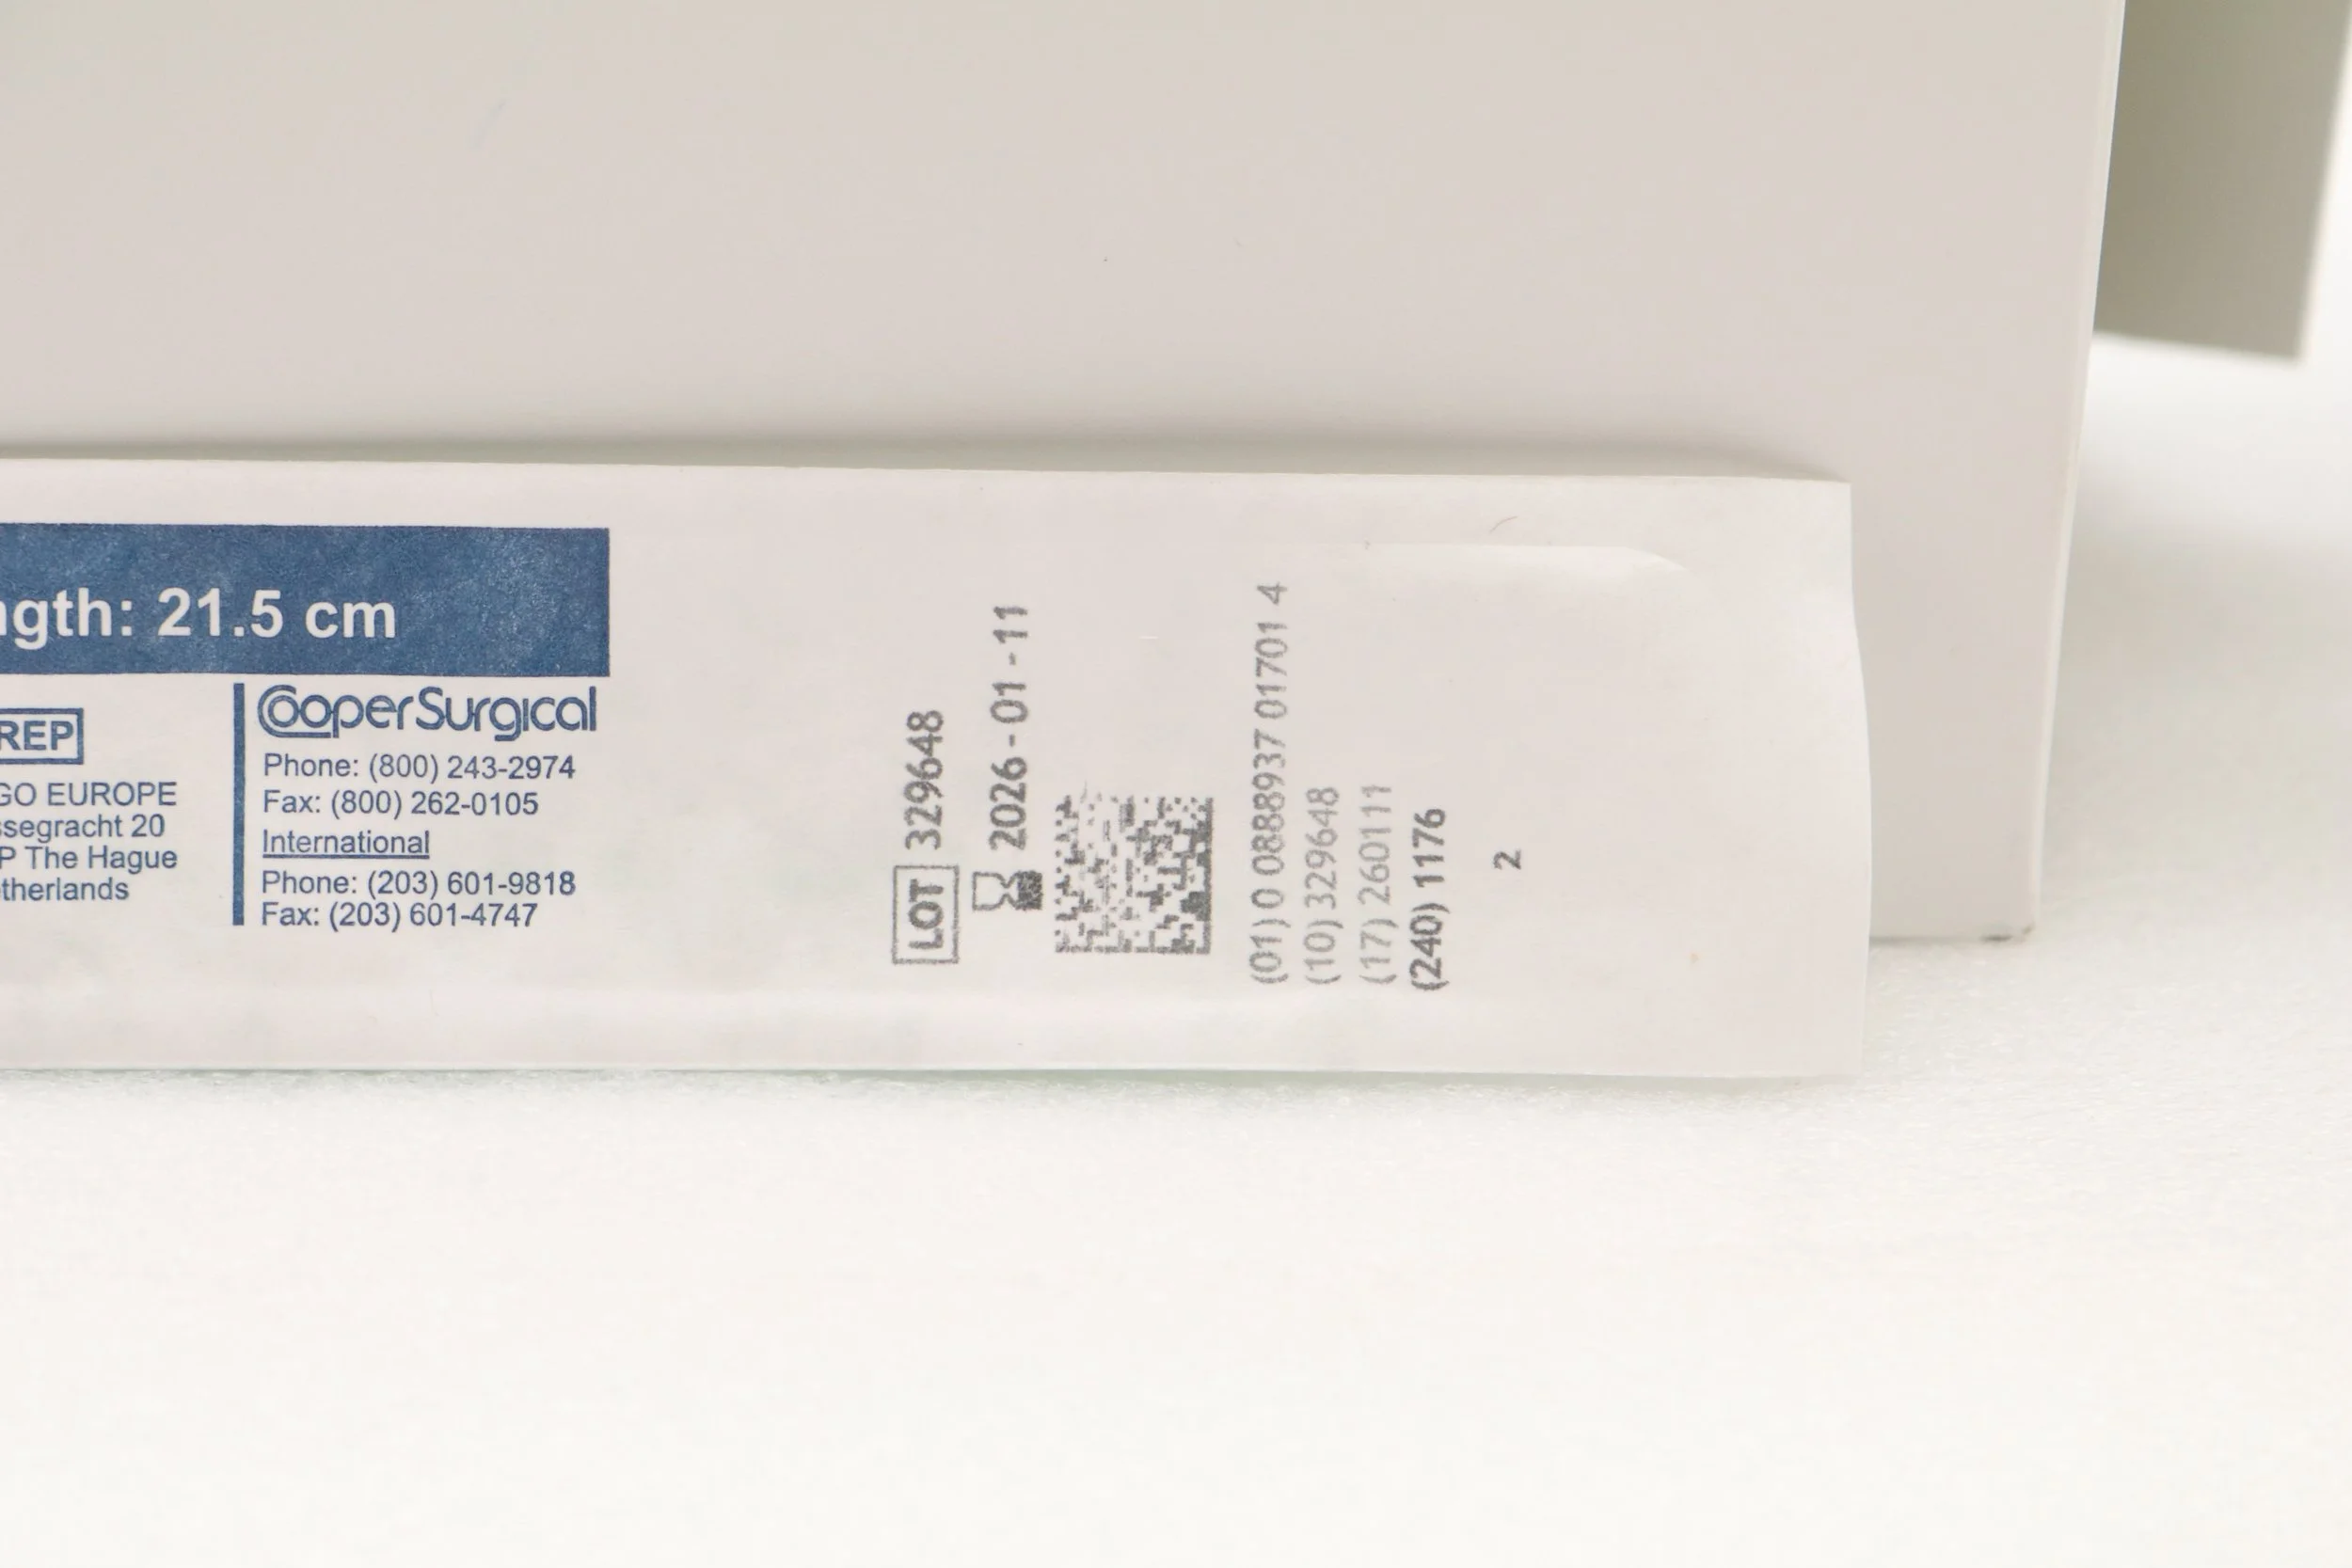 ngth: 21.5 cm
REP
GO EUROPE
ssegracht 20
P The Hague
therlands
CooperSurgical
Phone: (800) 243-2974
Fax: (800) 262-0105
International
Phone: (203) 601-9818
Fax: (203) 601-4747
LOT 329648
2026-01-11
(01) 0 0888937 01701 4
(10) 329648
(17) 260111
(240) 1176
2